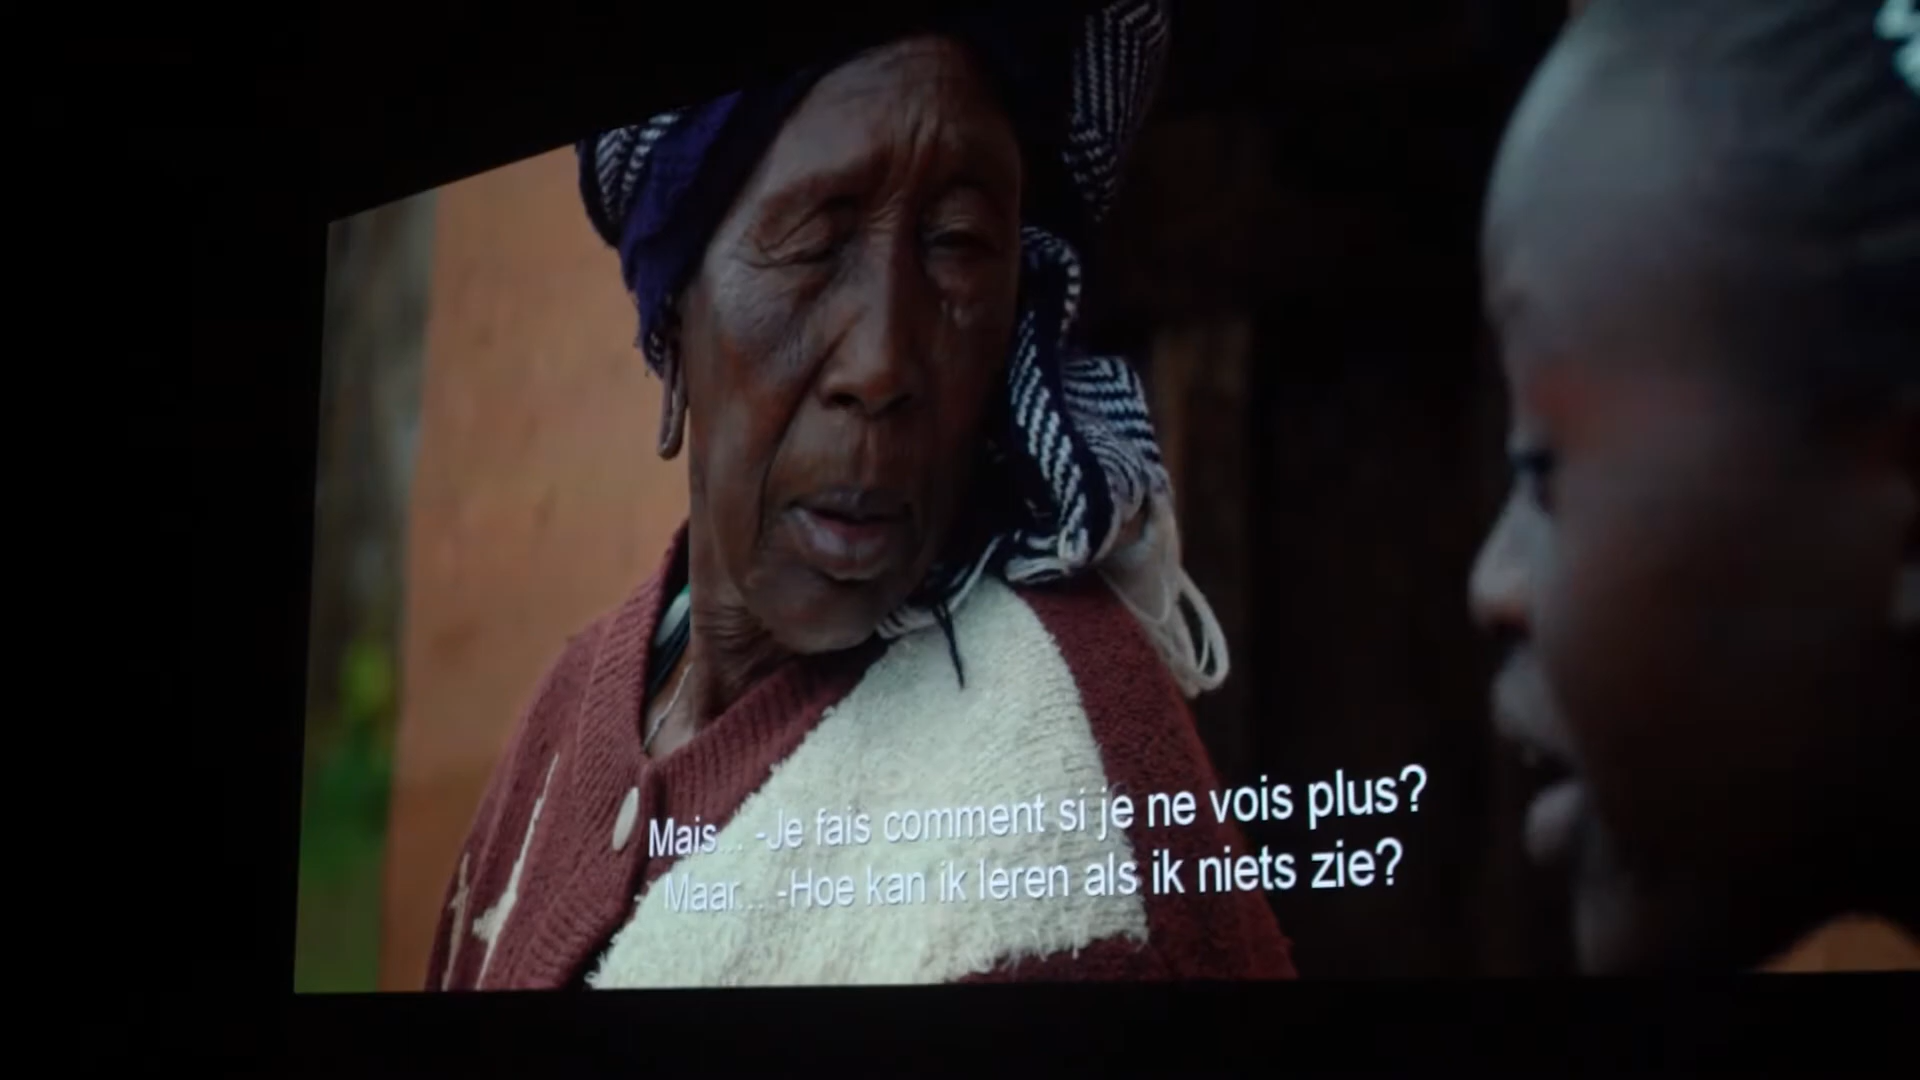 Mais... -Je fais comment si je ne vois plus?
- Maar... -Hoe kan ik leren als ik niets zie?